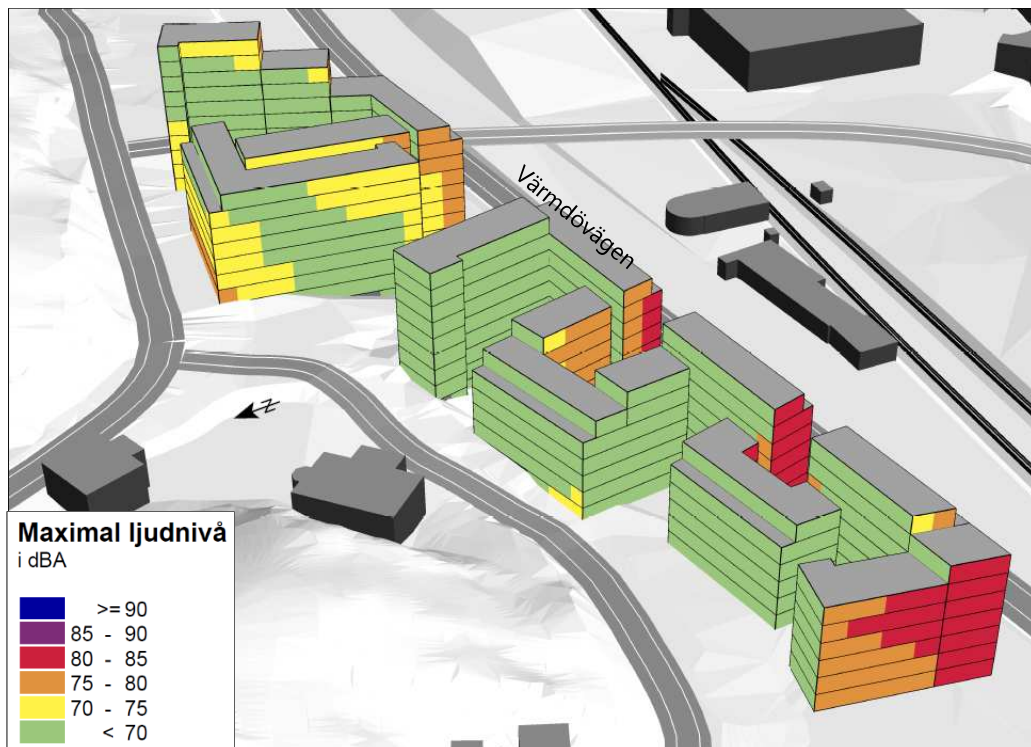 Värmdövägen
N
Maximal ljudnivå
i dBA
>= 90
85 - 90
80 - 85
75 - 80
70 - 75
< 70